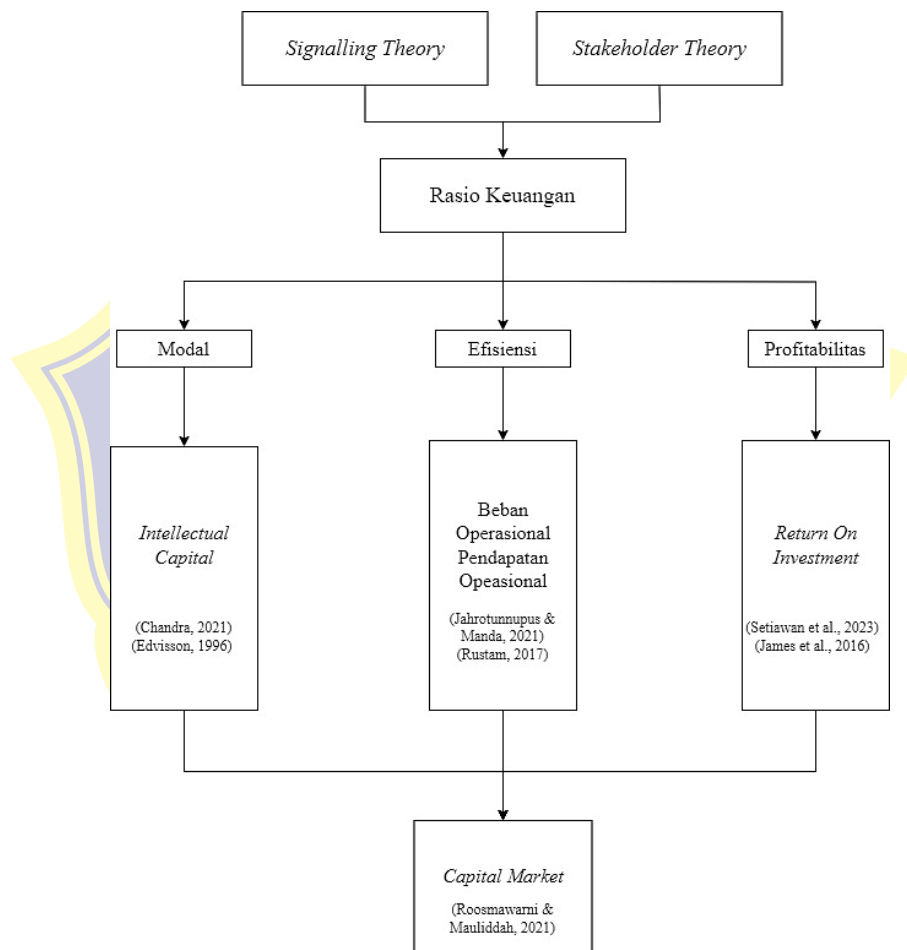 Signalling Theory
Stakeholder Theory
Rasio Keuangan
Modal
Efisiensi
Profitabilitas
Intellectual
Capital
(Chandra, 2021)
(Edvisson, 1996)
Beban
Operasional
Pendapatan
Opeasional
(Jahrotunnupus &
Manda, 2021)
(Rustam, 2017)
Return On
Investment
(Setiawan et al., 2023)
(James et al., 2016)
Capital Market
(Roosmawarni &
Mauliddah, 2021)